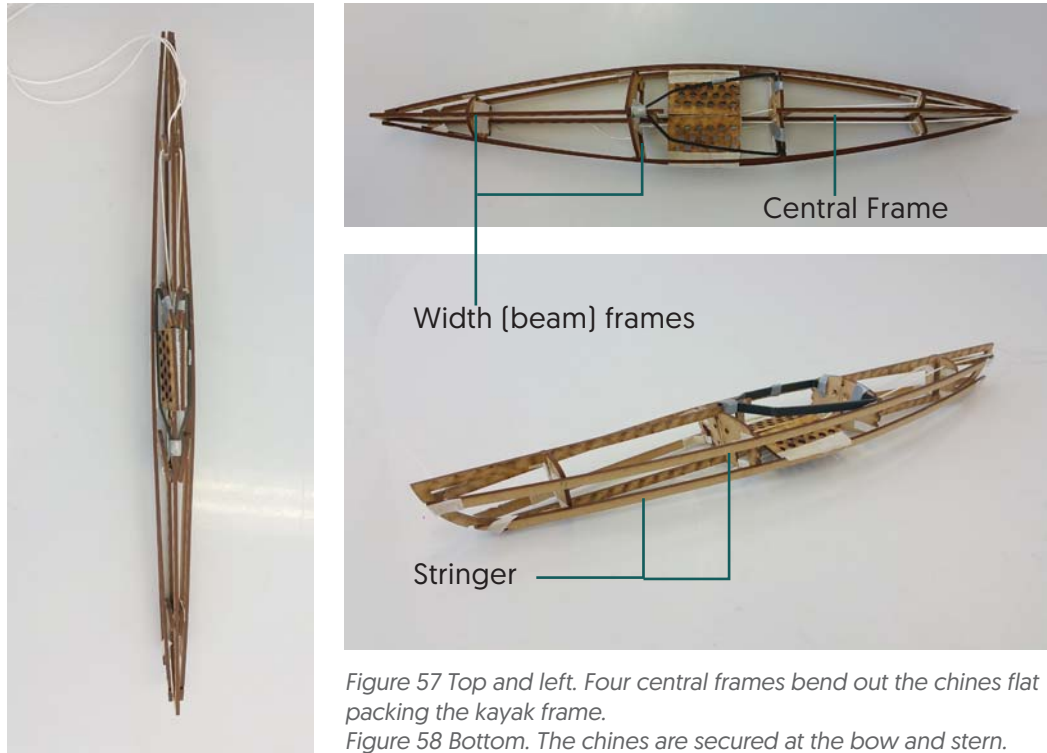 Central Frame
Width (beam) frames
Stringer
Figure 57 Top and left. Four central frames bend out the chines flat
packing the kayak frame.
Figure 58 Bottom. The chines are secured at the bow and stern.